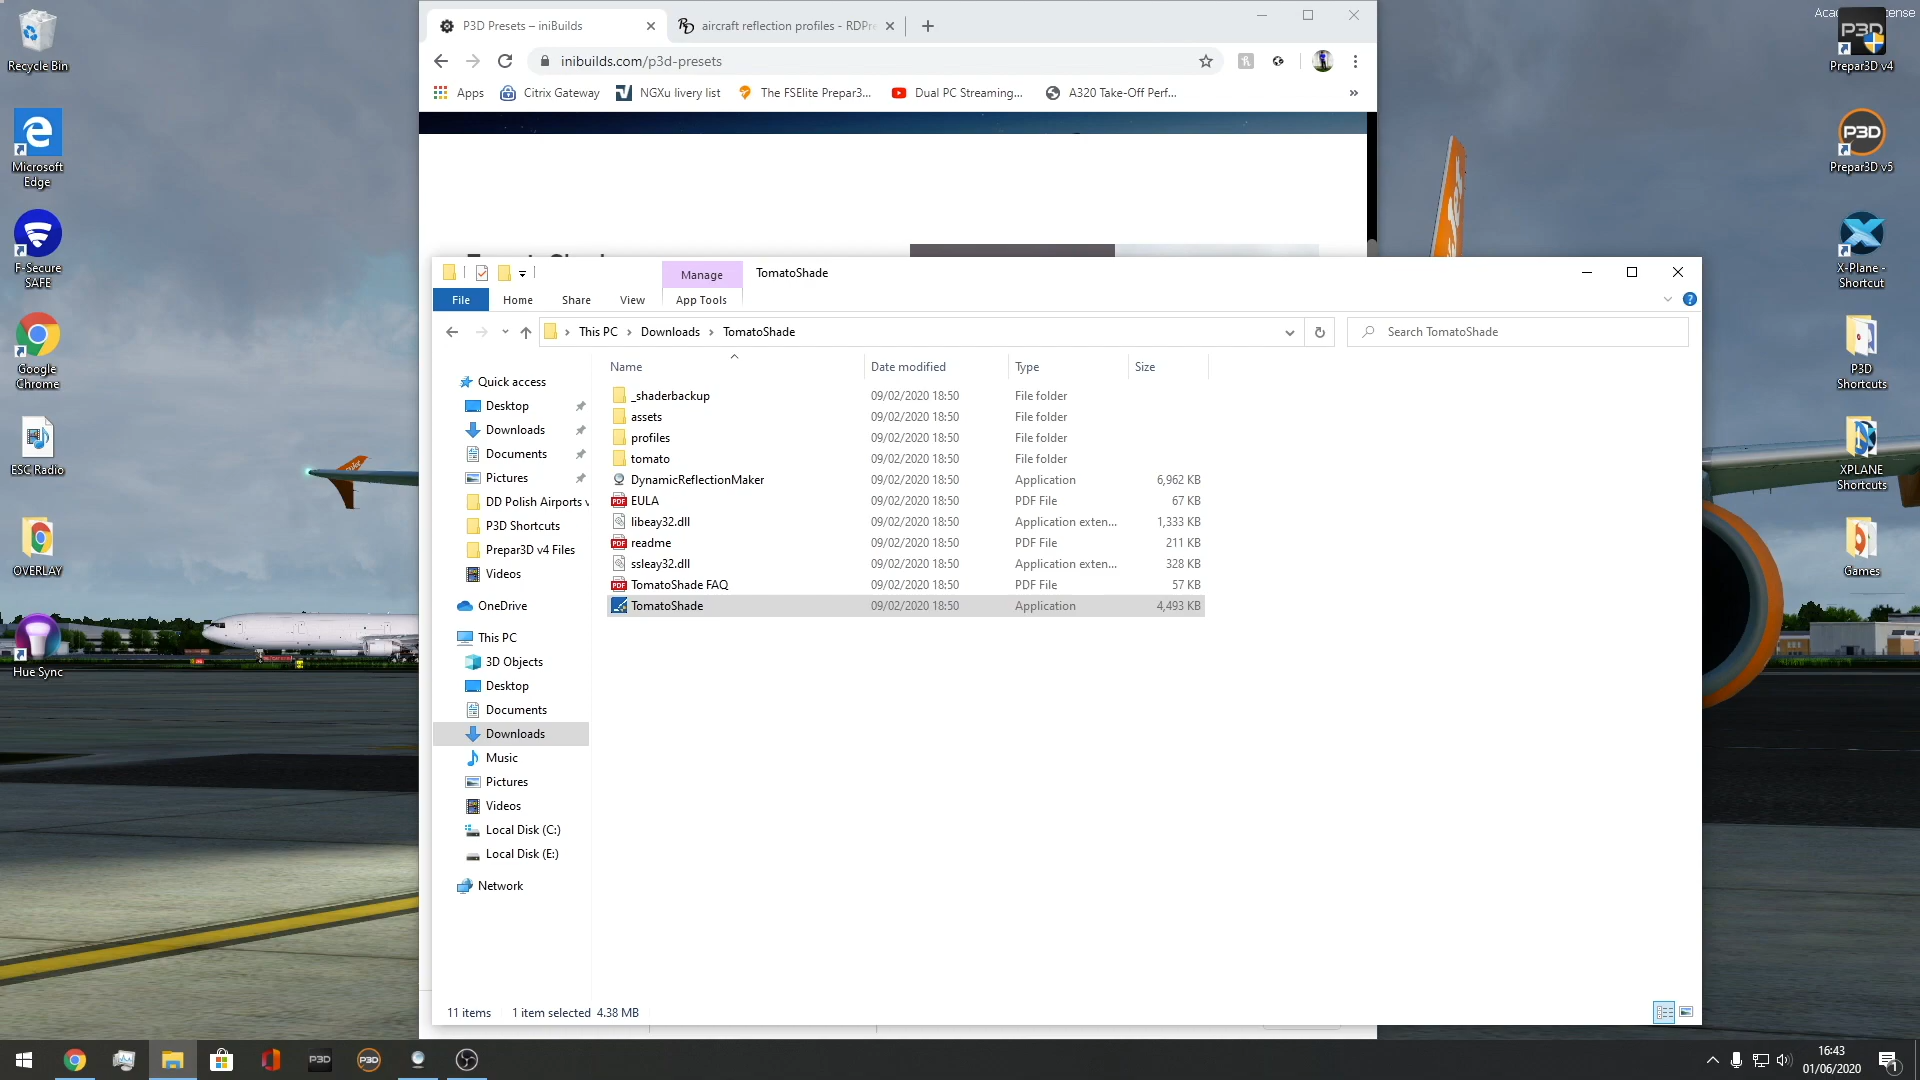 Recycle Bin
Microsoft
Edge
F-Secure
SAFE
Google
Chrome
ESC Radio
OVERLAY
Hue Sync
P3D Presets – iniBuilds
aircraft reflection profiles - RDPre
inibuilds.com/p3d-presets
Apps
Citrix Gateway
NGXu livery list
The FSElite Prepar3...
Dual PC Streaming...
A320 Take-Off Perf...
»
Manage
TomatoShade
File
Home
Share
View
App Tools
This PC
Downloads
TomatoShade
Search TomatoShade
Name
Date modified
Type
Size
Quick access
Desktop
Downloads
Documents
Pictures
DD Polish Airports v
P3D Shortcuts
Prepar3D v4 Files
Videos
OneDrive
This PC
3D Objects
Desktop
Documents
Downloads
Music
Pictures
Videos
Local Disk (C:)
Local Disk (E:)
Network
_shaderbackup 09/02/2020 18:50 File folder
assets 09/02/2020 18:50 File folder
profiles 09/02/2020 18:50 File folder
tomato 09/02/2020 18:50 File folder
DynamicReflectionMaker 09/02/2020 18:50 Application 6,962 KB
EULA 09/02/2020 18:50 PDF File 67 KB
libeay32.dll 09/02/2020 18:50 Application exten... 1,333 KB
readme 09/02/2020 18:50 PDF File 211 KB
ssleay32.dll 09/02/2020 18:50 Application exten... 328 KB
TomatoShade FAQ 09/02/2020 18:50 PDF File 57 KB
TomatoShade 09/02/2020 18:50 Application 4,493 KB
11 items
1 item selected 4.38 MB
P3D
Prepar3D v4
P3D
Prepar3D v5
X-Plane -
Shortcut
P3D
Shortcuts
XPLANE
Shortcuts
Games
P3D
P3D
16:43
01/06/2020
1